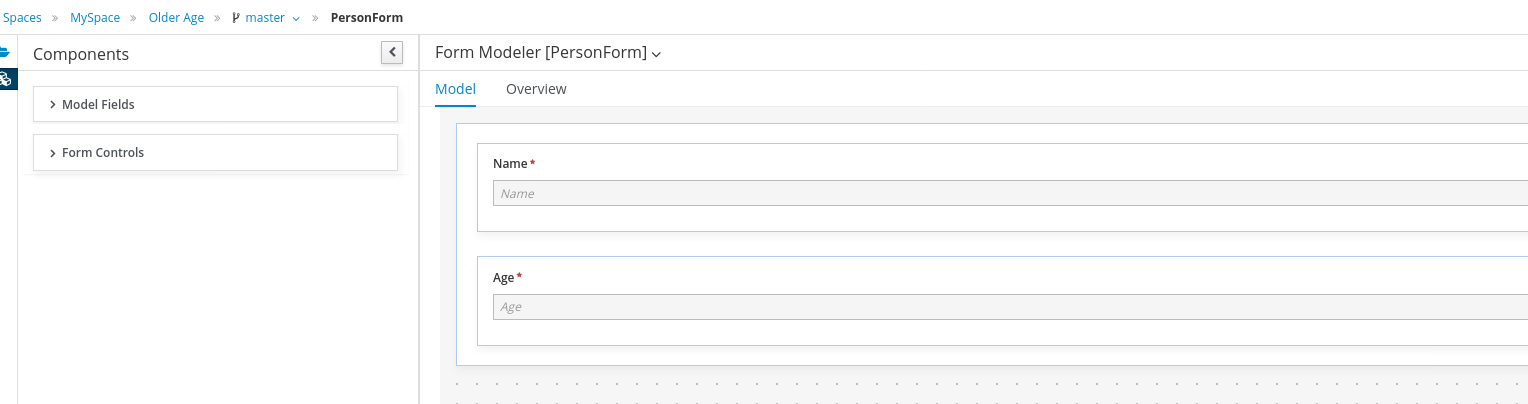 Spaces » MySpace » Older Age » master » PersonForm
Components
Model Fields
Form Controls
Form Modeler [PersonForm]
Model Overview
Name*
Name
Age*
Age